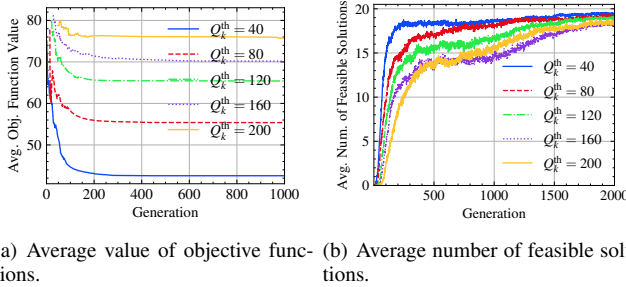 Avg. Obj. Function Value
80
70
60
50
0
200
400
600
800
1000
Generation
Q_k^th = 40
Q_k^th = 80
Q_k^th = 120
Q_k^th = 160
Q_k^th = 200
Avg. Num. of Feasible Solutions
20
15
10
5
0
500
1000
1500
2000
Generation
Q_k^th = 40
Q_k^th = 80
Q_k^th = 120
Q_k^th = 160
Q_k^th = 200
a) Average value of objective func-
ions.
(b) Average number of feasible solu
tions.